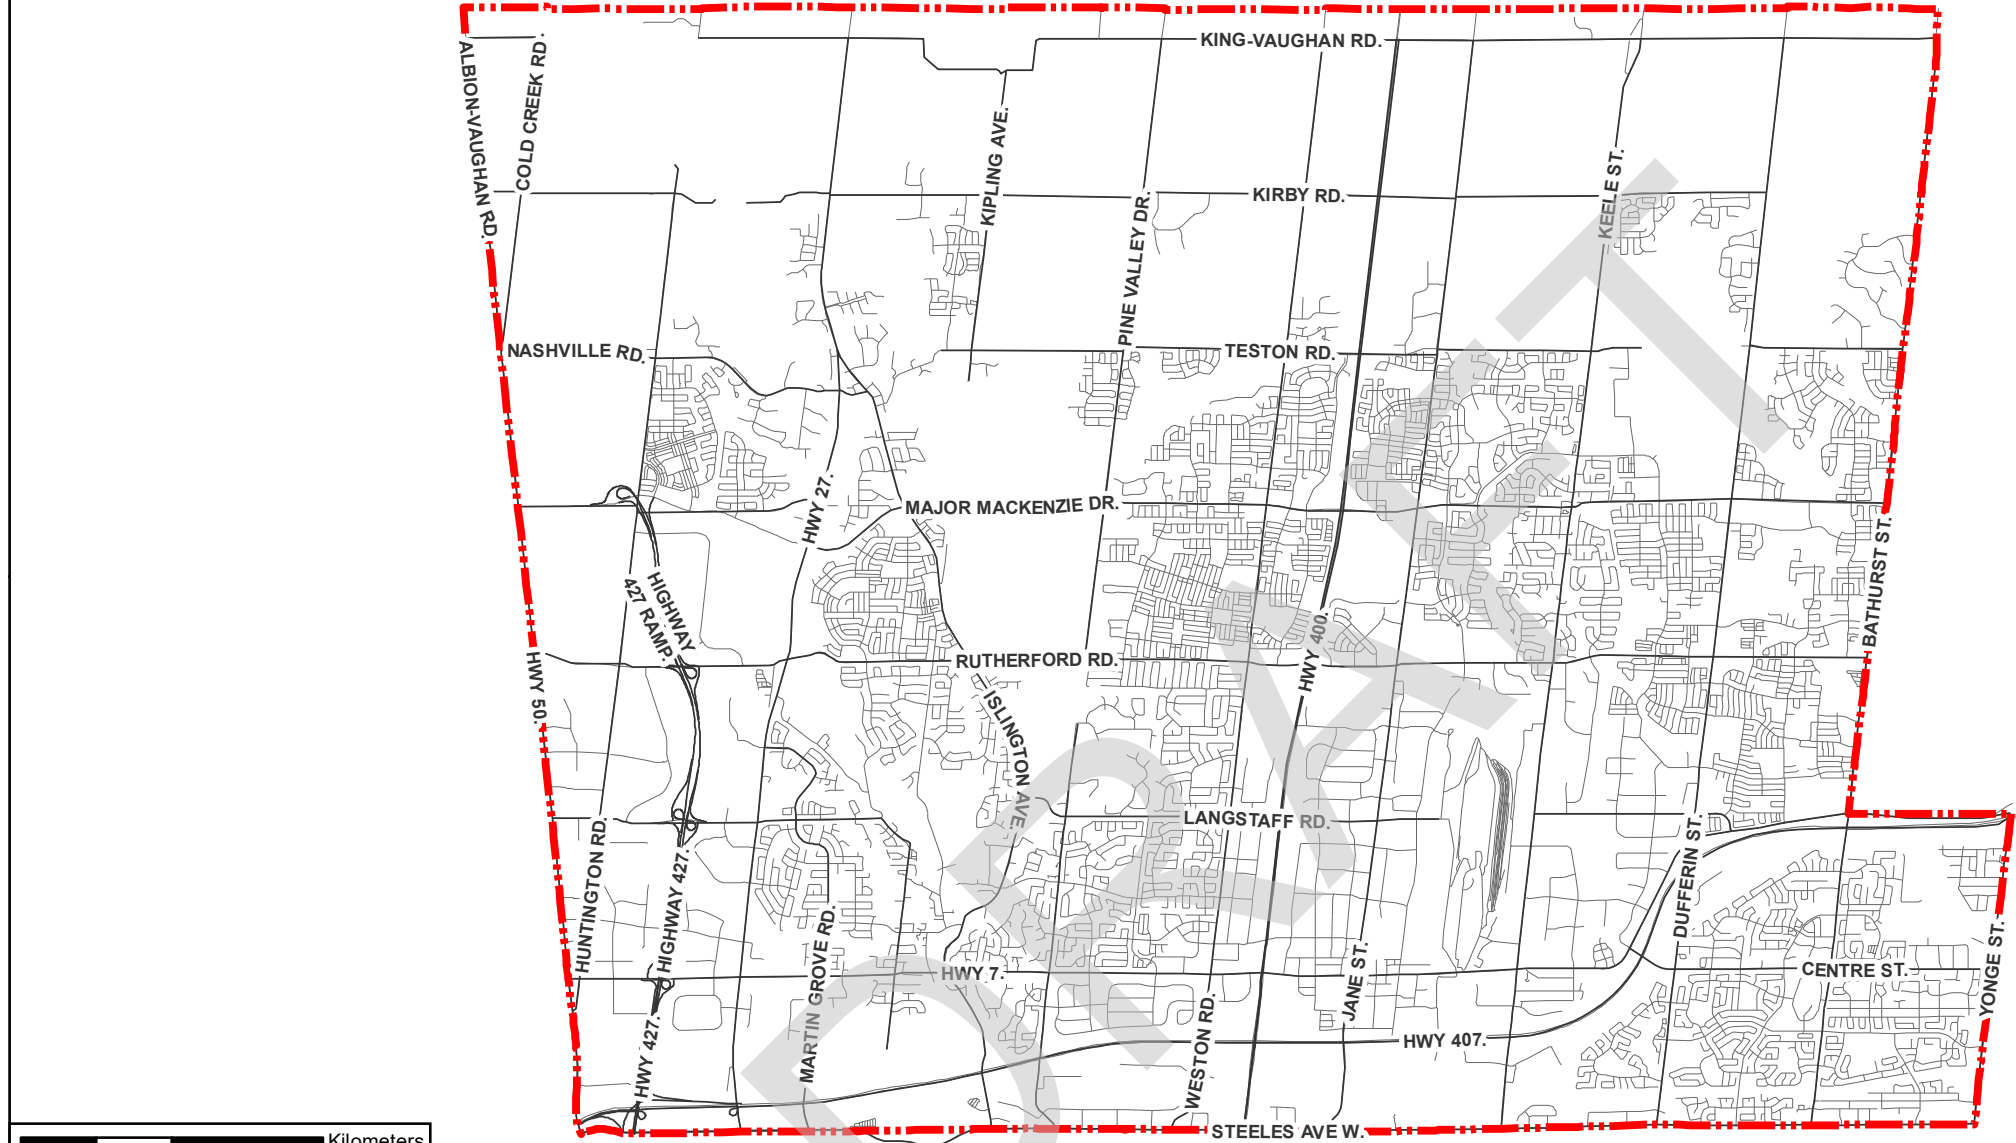 KING-VAUGHAN RD.
ALBION-VAUGHAN RD.
COLD CREEK RD.
KIPLING AVE.
KIRBY RD.
KEELE ST.
PINE VALLEY DR.
NASHVILLE RD.
TESTON RD.
HWY 27.
MAJOR MACKENZIE DR.
BATHURST ST.
HIGHWAY
427 RAMP.
HWY 50.
RUTHERFORD RD.
HWY 400.
ISLINGTON AVE.
LANGSTAFF RD.
HUNTINGTON RD.
HIGHWAY 427.
DUFFERIN ST.
MARTIN GROVE RD.
HWY 7.
JANE ST.
CENTRE ST.
YONGE ST.
WESTON RD.
HWY 407.
HWY 427.
STEELES AVE W.
Kilometers
DRAFT